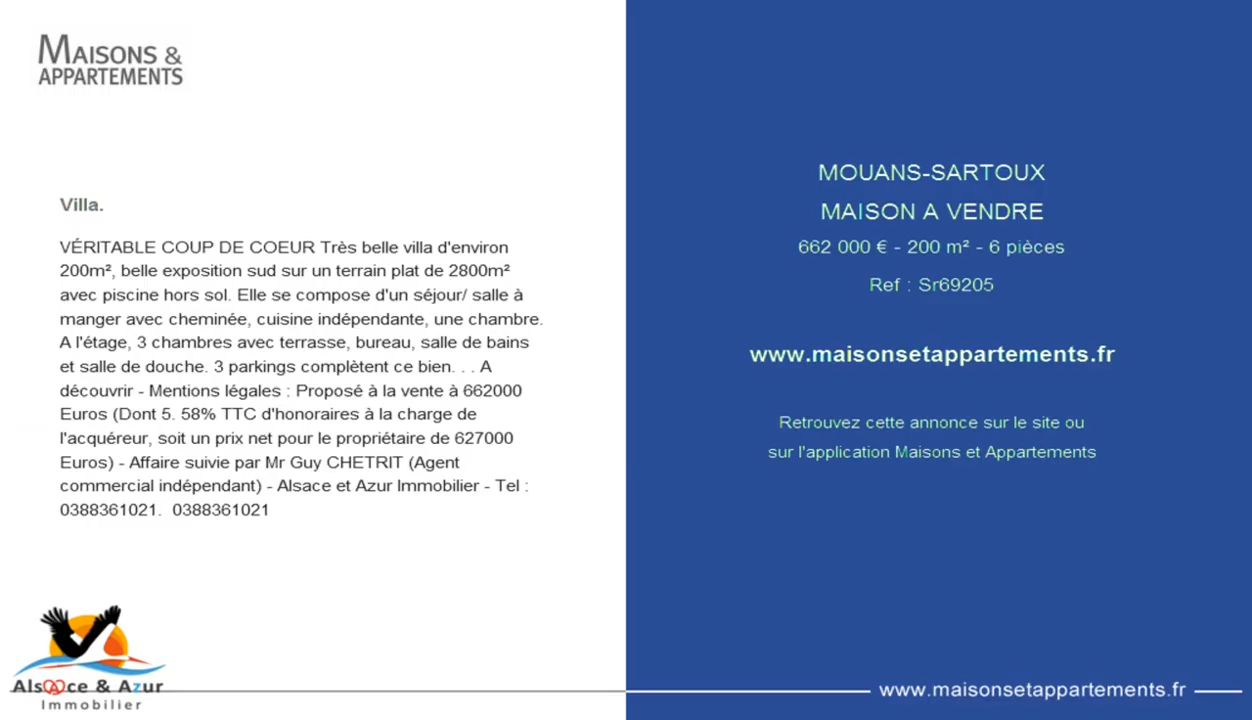 MAISONS &
APPARTEMENTS
Villa.
VÉRITABLE COUP DE COEUR Très belle villa d'environ
200m², belle exposition sud sur un terrain plat de 2800m²
avec piscine hors sol. Elle se compose d'un séjour/ salle à
manger avec cheminée, cuisine indépendante, une chambre.
A l'étage, 3 chambres avec terrasse, bureau, salle de bains
et salle de douche. 3 parkings complètent ce bien. . . A
découvrir - Mentions légales : Proposé à la vente à 662000
Euros (Dont 5. 58% TTC d'honoraires à la charge de
l'acquéreur, soit un prix net pour le propriétaire de 627000
Euros) - Affaire suivie par Mr Guy CHETRIT (Agent
commercial indépendant) - Alsace et Azur Immobilier - Tel :
0388361021. 0388361021
Alsace & Azur
Immobilier
MOUANS-SARTOUX
MAISON A VENDRE
662 000 € - 200 m² - 6 pièces
Ref : Sr69205
www.maisonsetappartements.fr
Retrouvez cette annonce sur le site ou
sur l'application Maisons et Appartements
www.maisonsetappartements.fr